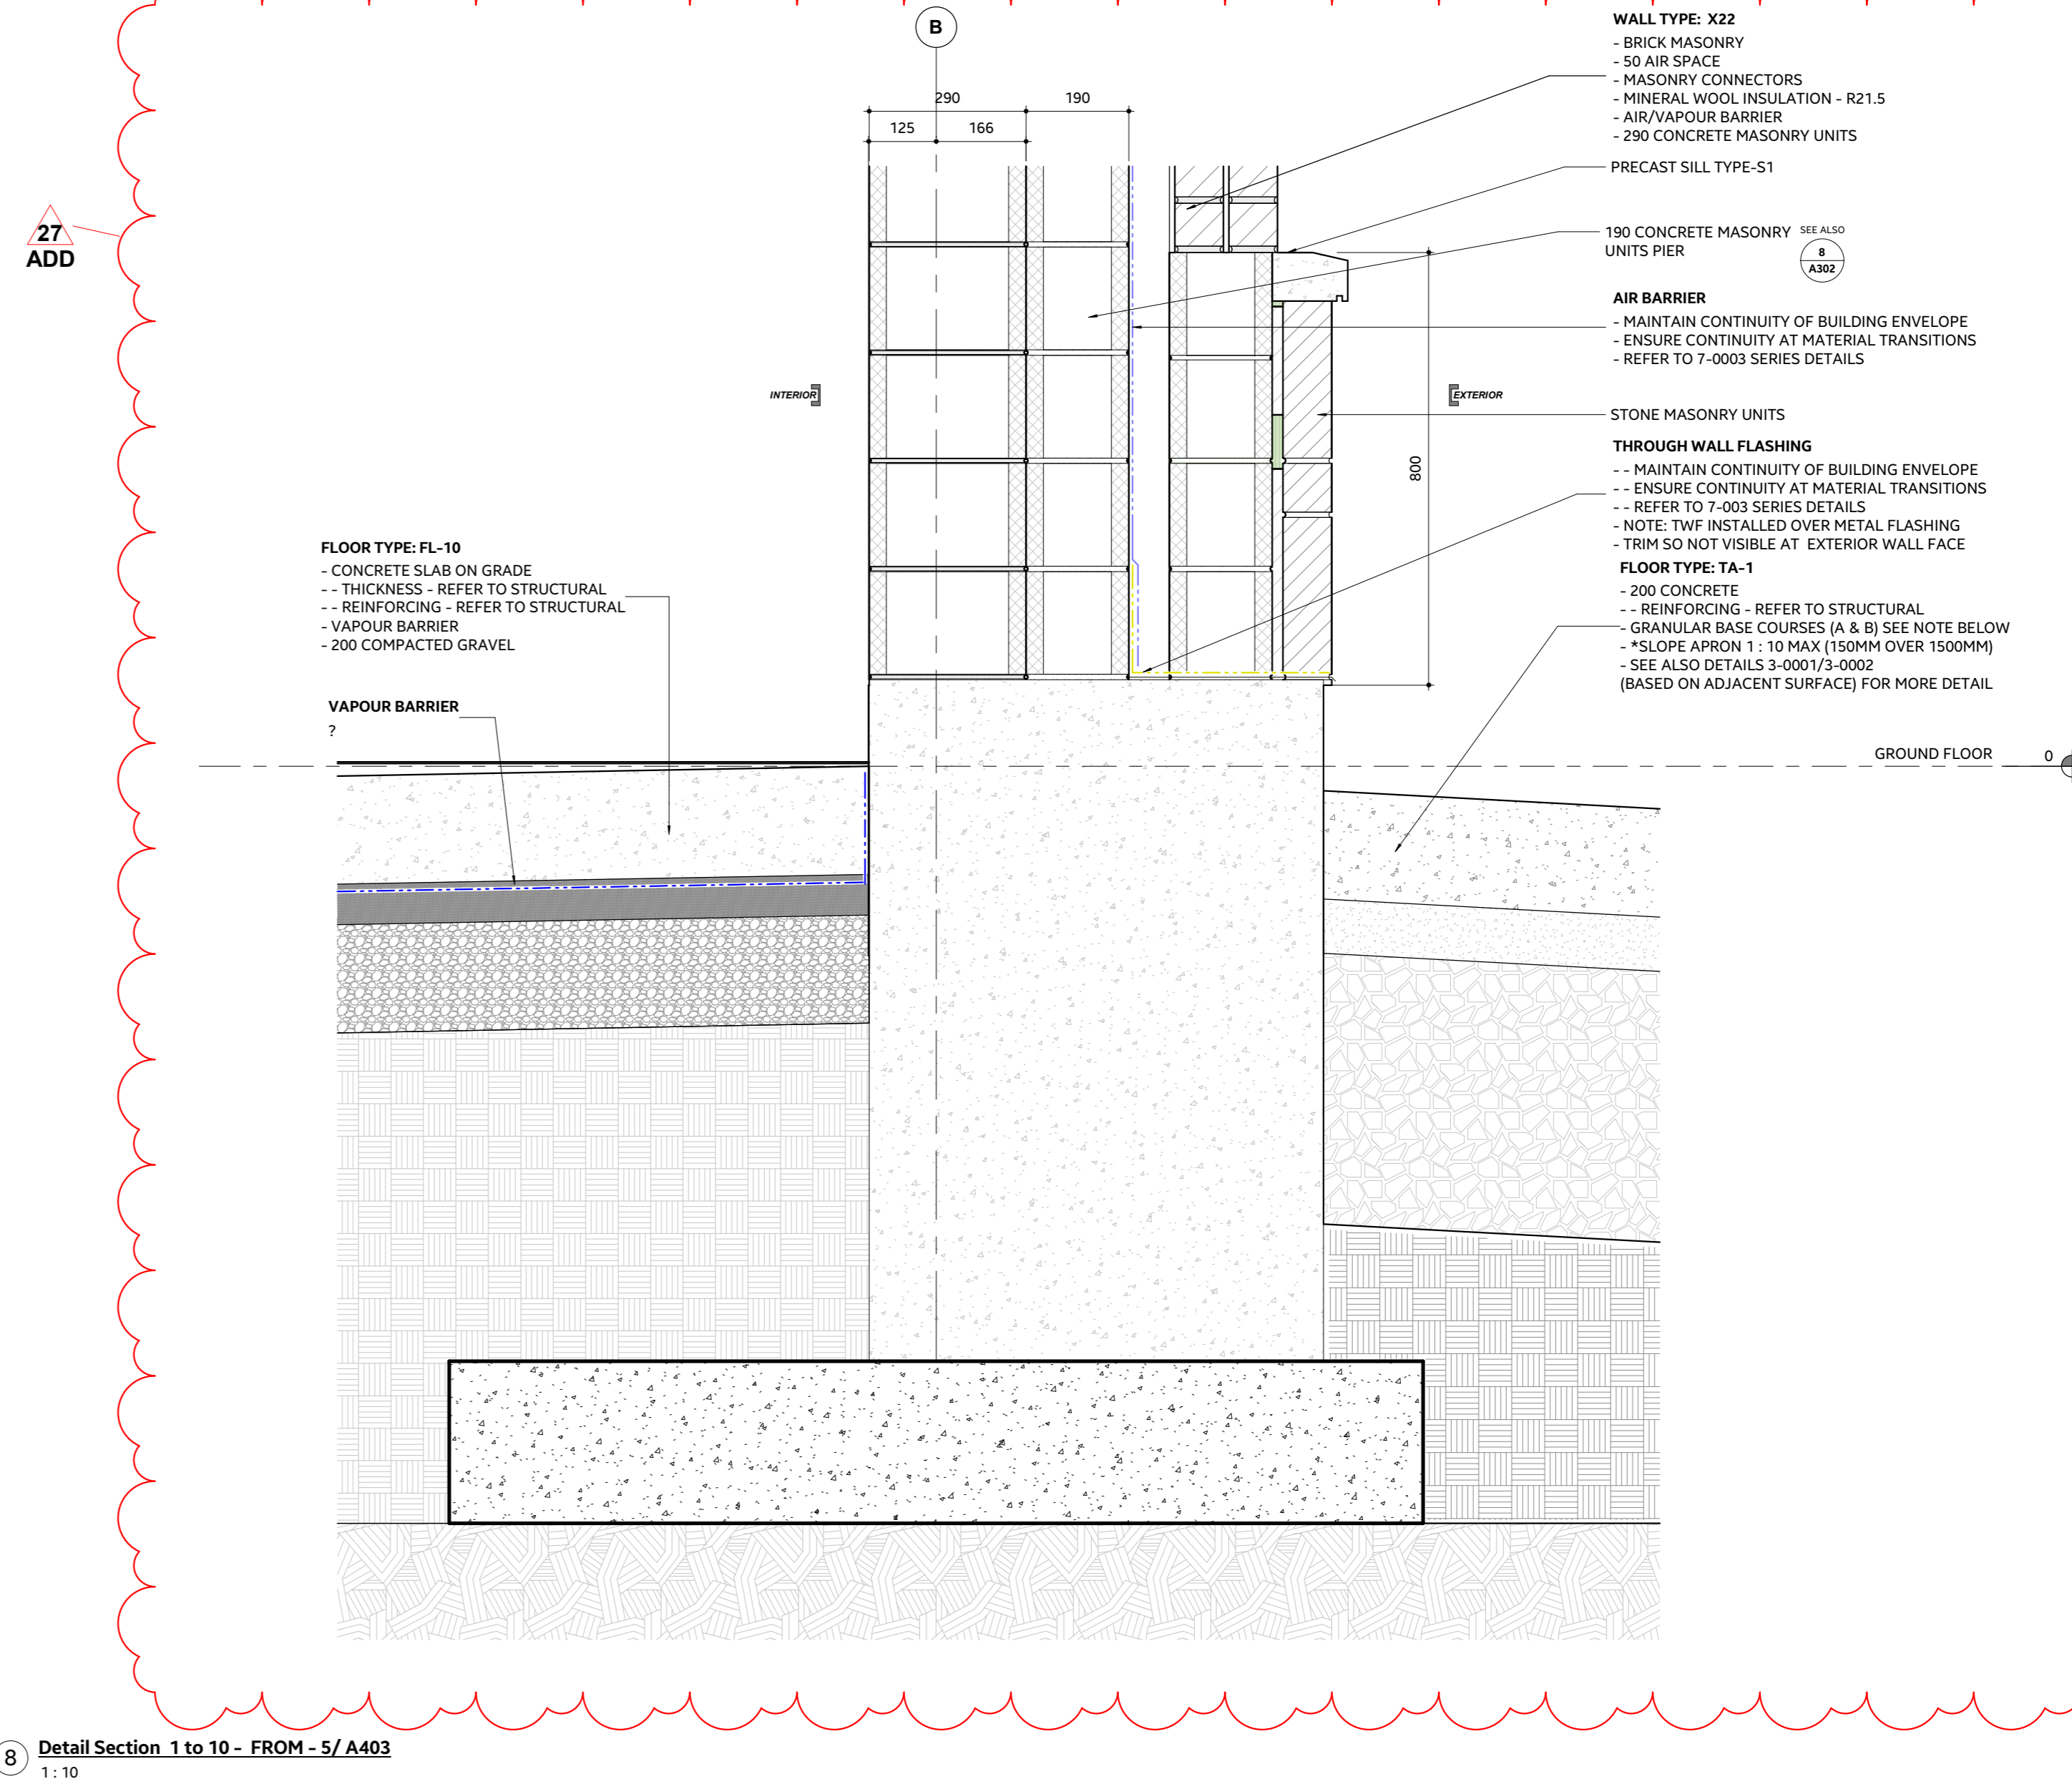 B
290
190
125
166
27
ADD
WALL TYPE: X22
- BRICK MASONRY
- 50 AIR SPACE
- MASONRY CONNECTORS
- MINERAL WOOL INSULATION - R21.5
- AIR/VAPOUR BARRIER
- 290 CONCRETE MASONRY UNITS
PRECAST SILL TYPE-S1
190 CONCRETE MASONRY
UNITS PIER
SEE ALSO
8
A302
AIR BARRIER
- MAINTAIN CONTINUITY OF BUILDING ENVELOPE
- ENSURE CONTINUITY AT MATERIAL TRANSITIONS
- REFER TO 7-0003 SERIES DETAILS
INTERIOR
EXTERIOR
STONE MASONRY UNITS
800
THROUGH WALL FLASHING
- - MAINTAIN CONTINUITY OF BUILDING ENVELOPE
- - ENSURE CONTINUITY AT MATERIAL TRANSITIONS
- - REFER TO 7-003 SERIES DETAILS
- NOTE: TWF INSTALLED OVER METAL FLASHING
- TRIM SO NOT VISIBLE AT EXTERIOR WALL FACE
FLOOR TYPE: TA-1
- 200 CONCRETE
- - REINFORCING - REFER TO STRUCTURAL
- GRANULAR BASE COURSES (A & B) SEE NOTE BELOW
- *SLOPE APRON 1 : 10 MAX (150MM OVER 1500MM)
- SEE ALSO DETAILS 3-0001/3-0002
(BASED ON ADJACENT SURFACE) FOR MORE DETAIL
FLOOR TYPE: FL-10
- CONCRETE SLAB ON GRADE
- - THICKNESS - REFER TO STRUCTURAL
- - REINFORCING - REFER TO STRUCTURAL
- VAPOUR BARRIER
- 200 COMPACTED GRAVEL
VAPOUR BARRIER
?
GROUND FLOOR
0
8
Detail Section 1 to 10 - FROM - 5/ A403
1 : 10